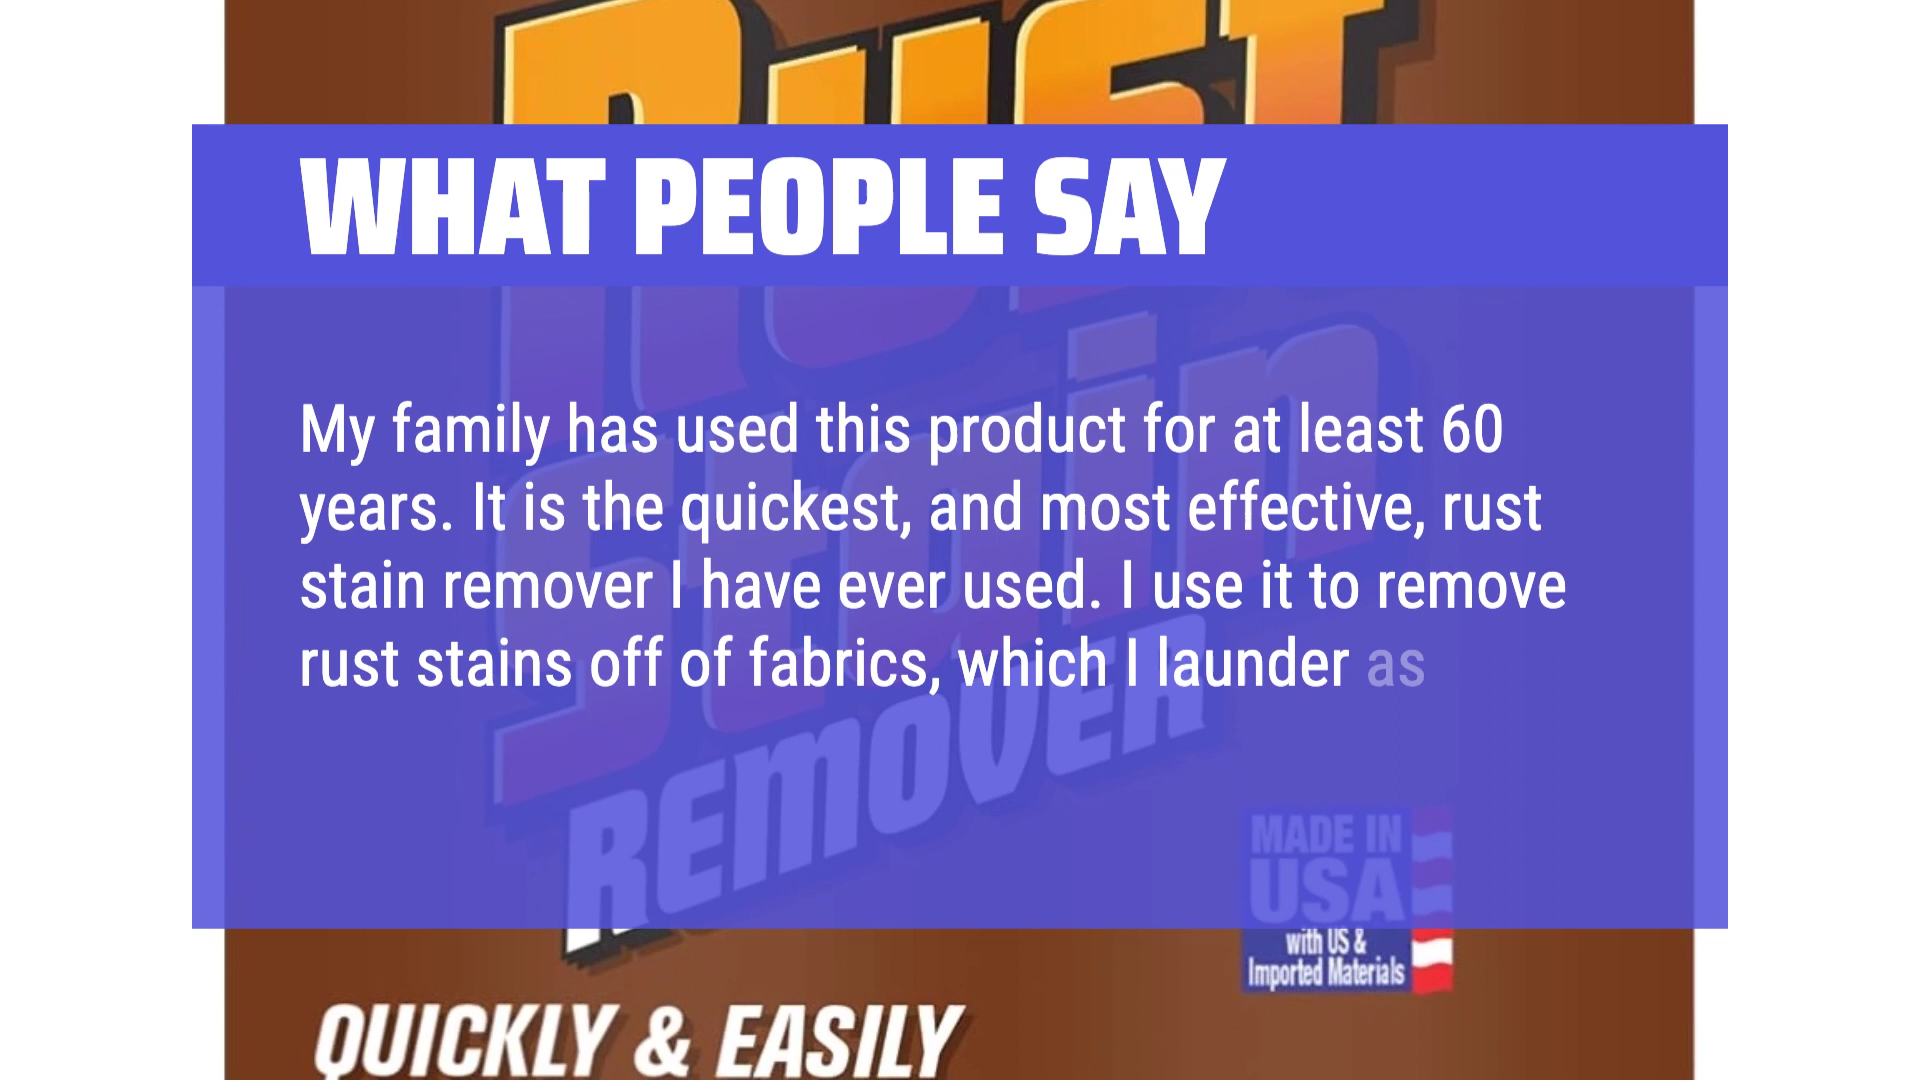 Rust
WHAT PEOPLE SAY
My family has used this product for at least 60
years. It is the quickest, and most effective, rust
stain remover I have ever used. I use it to remove
rust stains off of fabrics, which I launder as
Stain
REMOVER
MADE IN
USA
with US &
Imported Materials
QUICKLY & EASILY